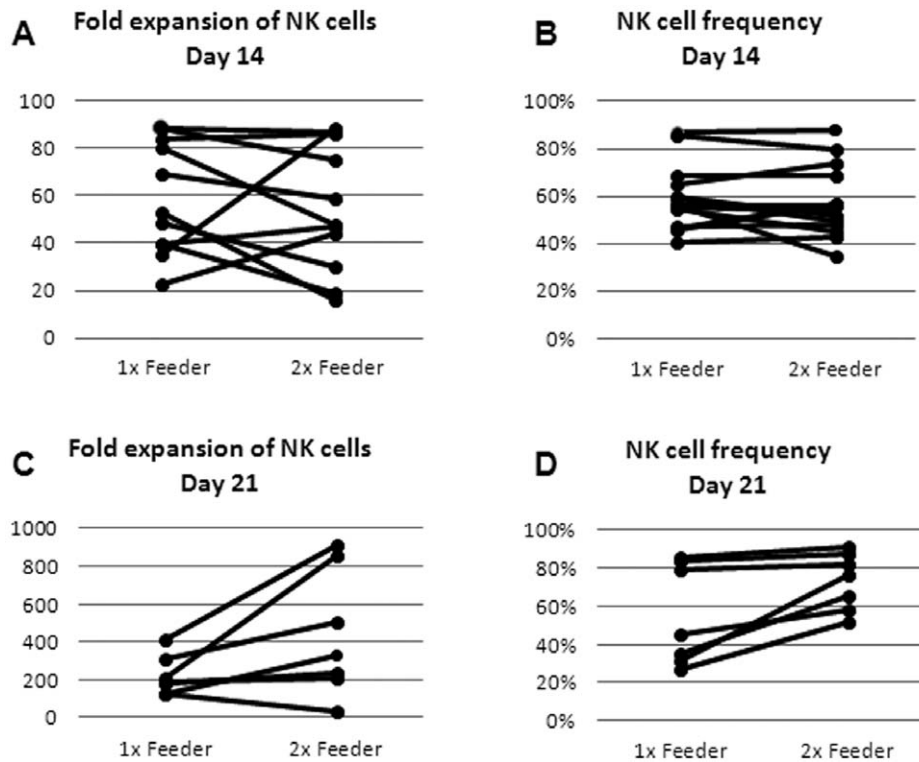 A
Fold expansion of NK cells
Day 14
100
80
60
40
20
0
1x Feeder 2x Feeder
B
NK cell frequency
Day 14
100%
80%
60%
40%
20%
0%
1x Feeder 2x Feeder
C
Fold expansion of NK cells
Day 21
1000
800
600
400
200
0
1x Feeder 2x Feeder
D
NK cell frequency
Day 21
100%
80%
60%
40%
20%
0%
1x Feeder 2x Feeder